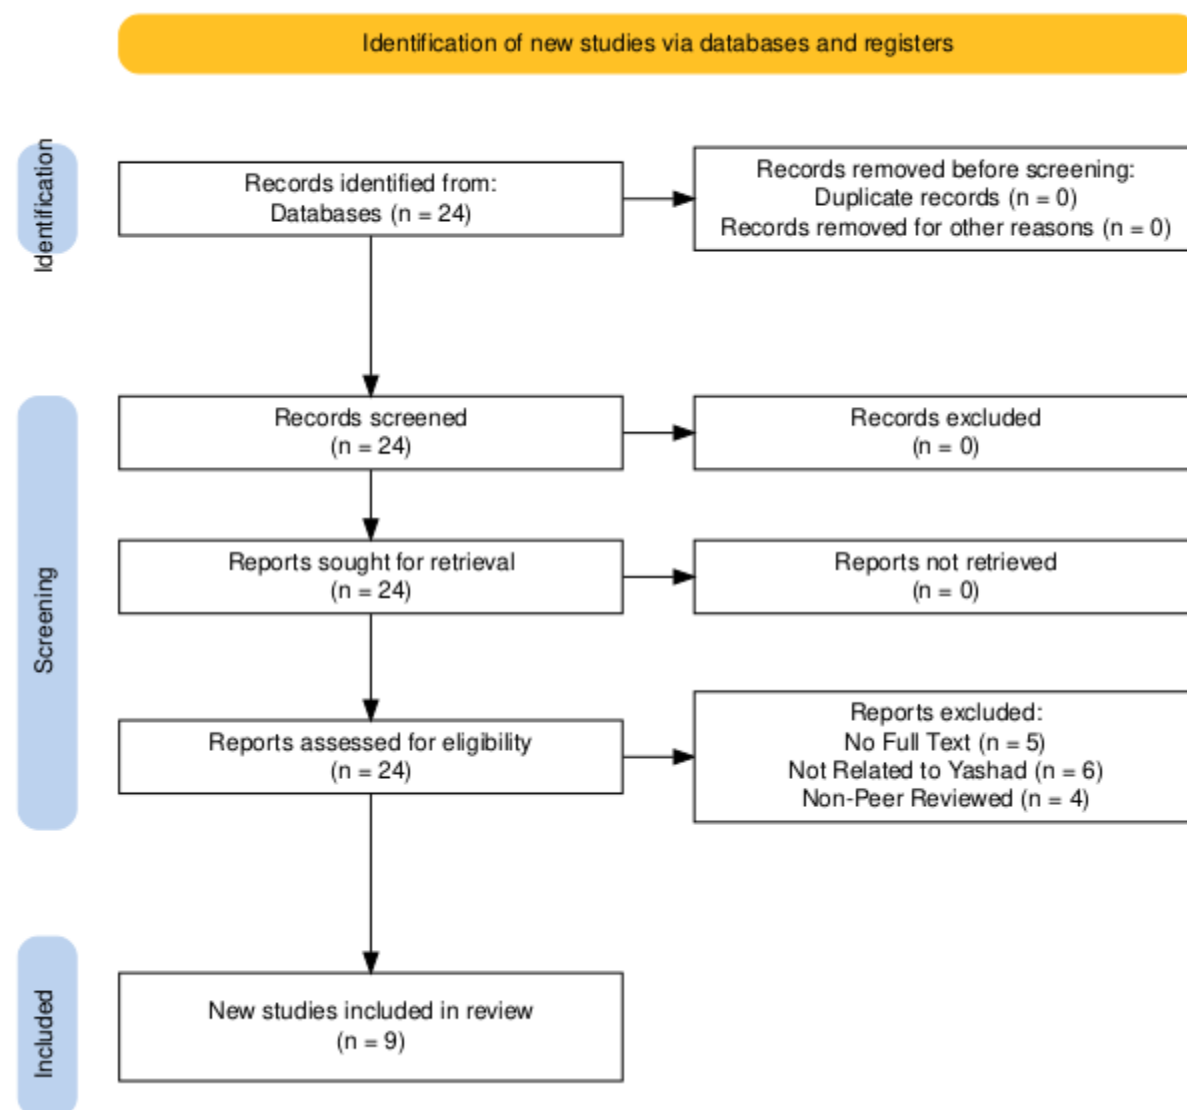 Identification of new studies via databases and registers
Identification
Records identified from:
Databases (n = 24)
Records removed before screening:
Duplicate records (n = 0)
Records removed for other reasons (n = 0)
Screening
Records screened
(n = 24)
Records excluded
(n = 0)
Reports sought for retrieval
(n = 24)
Reports not retrieved
(n = 0)
Reports assessed for eligibility
(n = 24)
Reports excluded:
No Full Text (n = 5)
Not Related to Yashad (n = 6)
Non-Peer Reviewed (n = 4)
Included
New studies included in review
(n = 9)